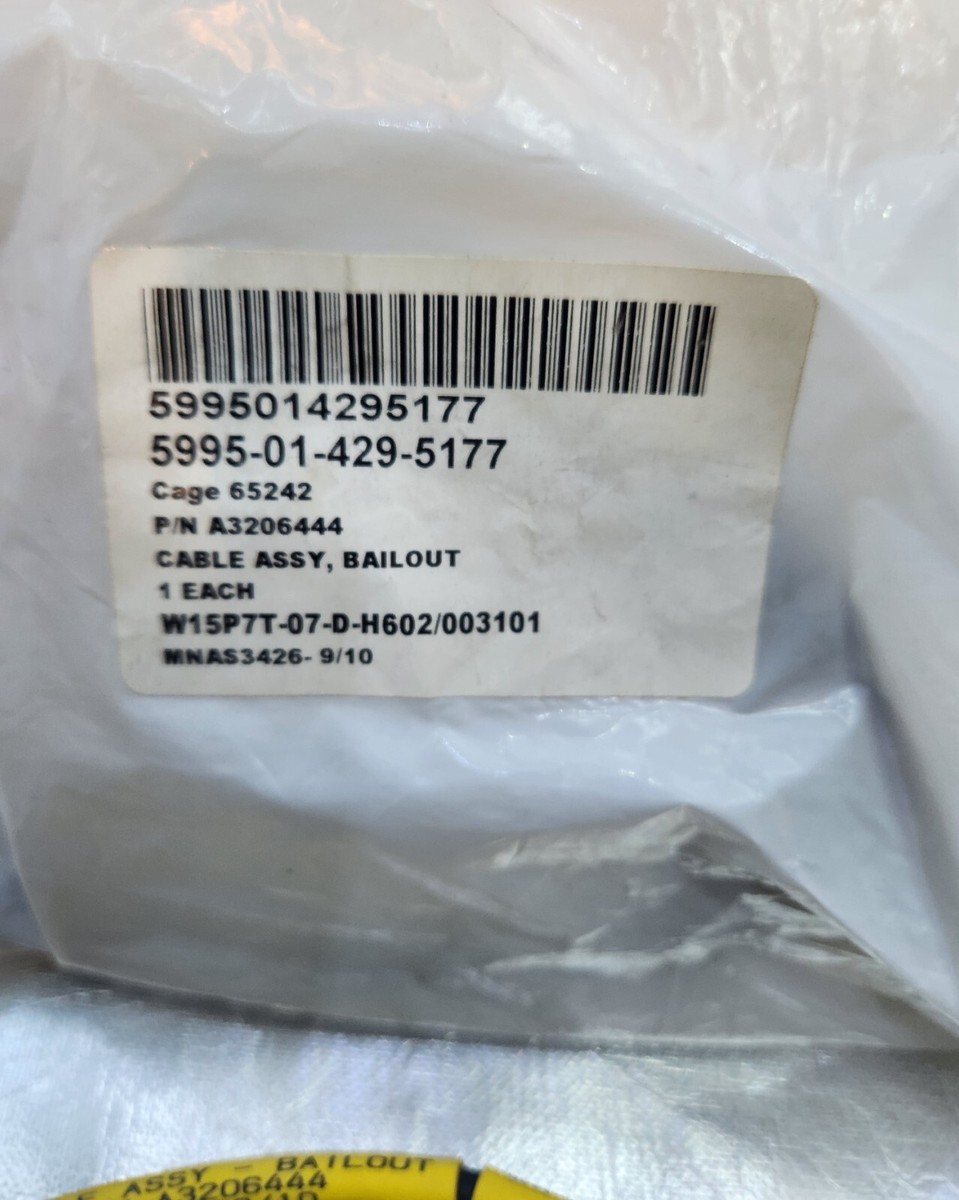 5995014295177
5995-01-429-5177
Cage 65242
P/N A3206444
CABLE ASSY, BAILOUT
1 EACH
W15P7T-07-D-H602/003101
MNAS3426- 9/10
ASSY - BAILOUT
A3206444